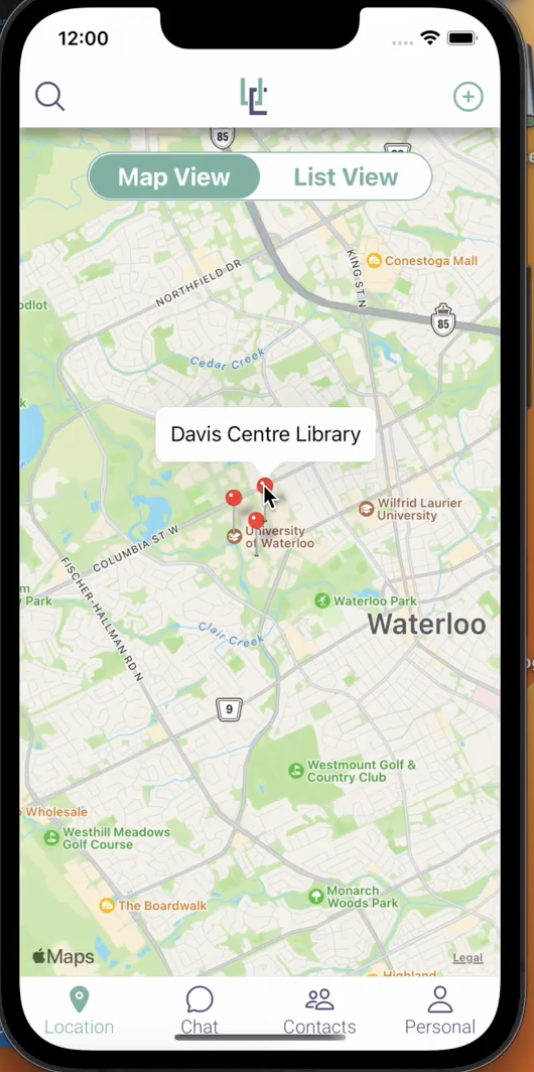 12:00
85
Map View
List View
Conestoga Mall
KING ST N
NORTHFIELD DR
85
Cedar Creek
Davis Centre Library
Wilfrid Laurier
University
University
of Waterloo
COLUMBIA ST W
FISCHER-HALLMAN RD N
Park
Waterloo Park
Waterloo
Clair Creek
9
Westmount Golf &
Country Club
Wholesale
Westhill Meadows
Golf Course
The Boardwalk
Monarch
Woods Park
Maps
Legal
Highland
Location
Chat
Contacts
Personal